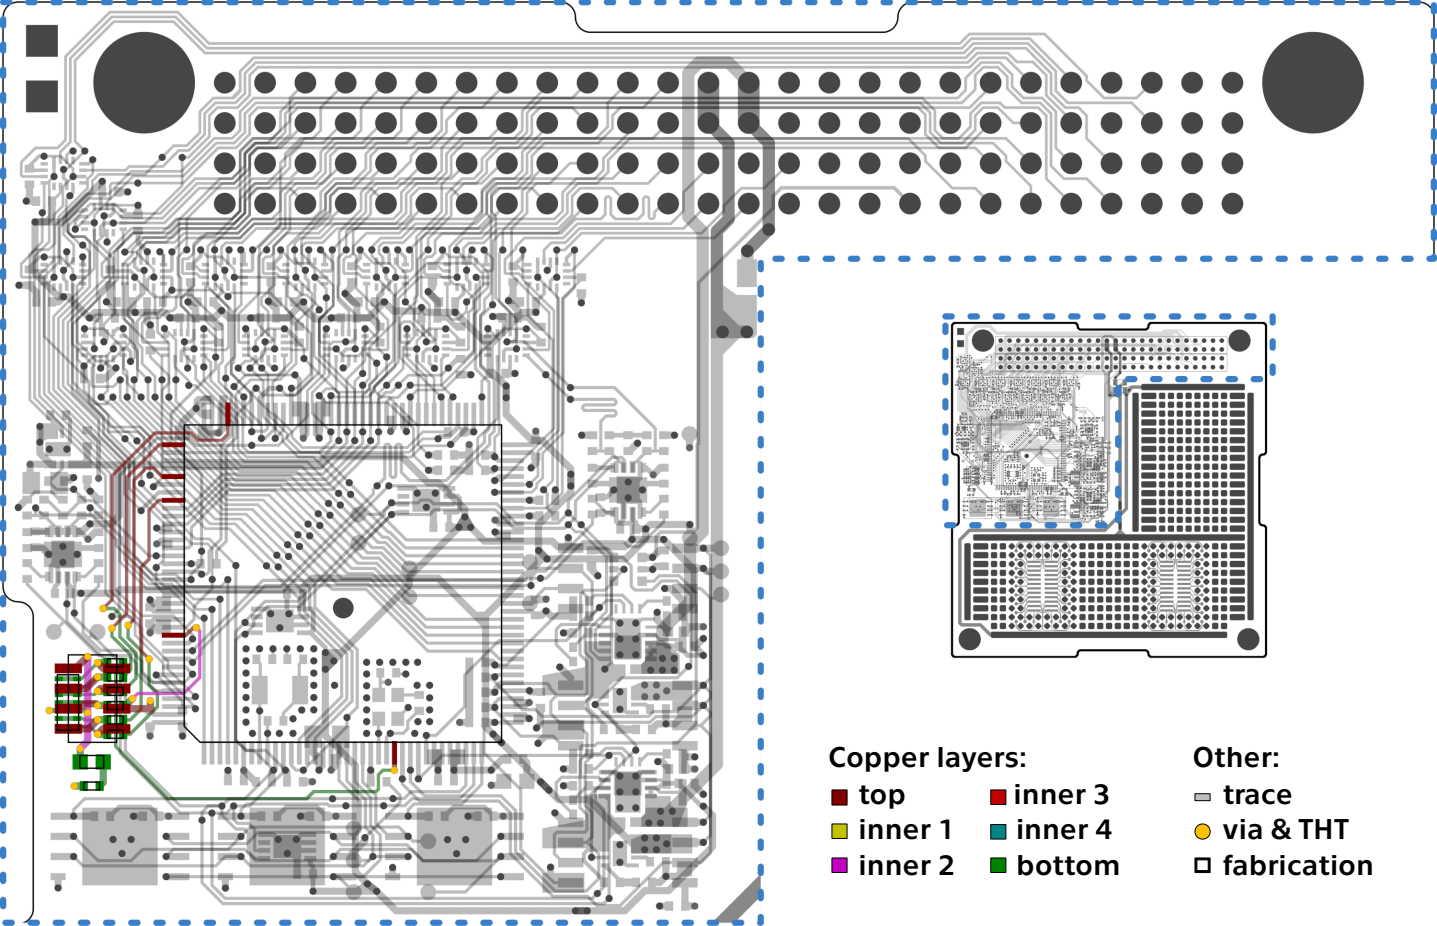 Copper layers:
top
inner 1
inner 2
inner 3
inner 4
bottom
Other:
trace
via & THT
fabrication